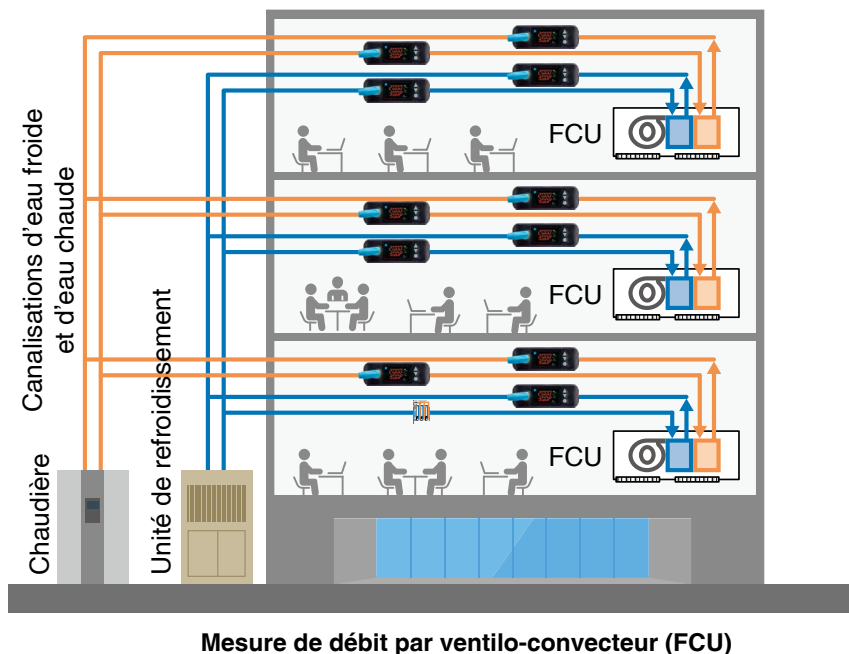 Canalisations d'eau froide
et d'eau chaude
Chaudière
Unité de refroidissement
FCU
FCU
FCU
Mesure de débit par ventilo-convecteur (FCU)